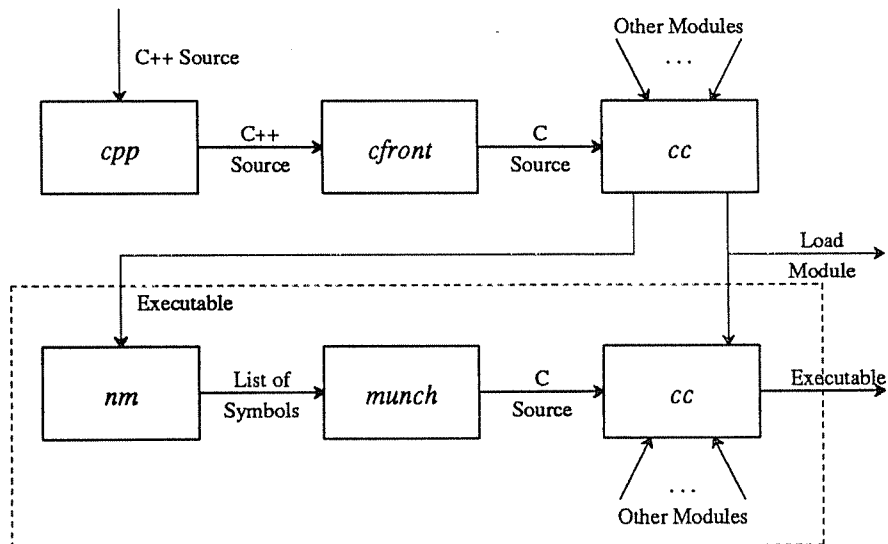 Other Modules
. . .
C++ Source
cpp
C++
Source
cfront
C
Source
cc
Load
Module
Executable
nm
List of
Symbols
munch
C
Source
cc
Executable
. . .
Other Modules